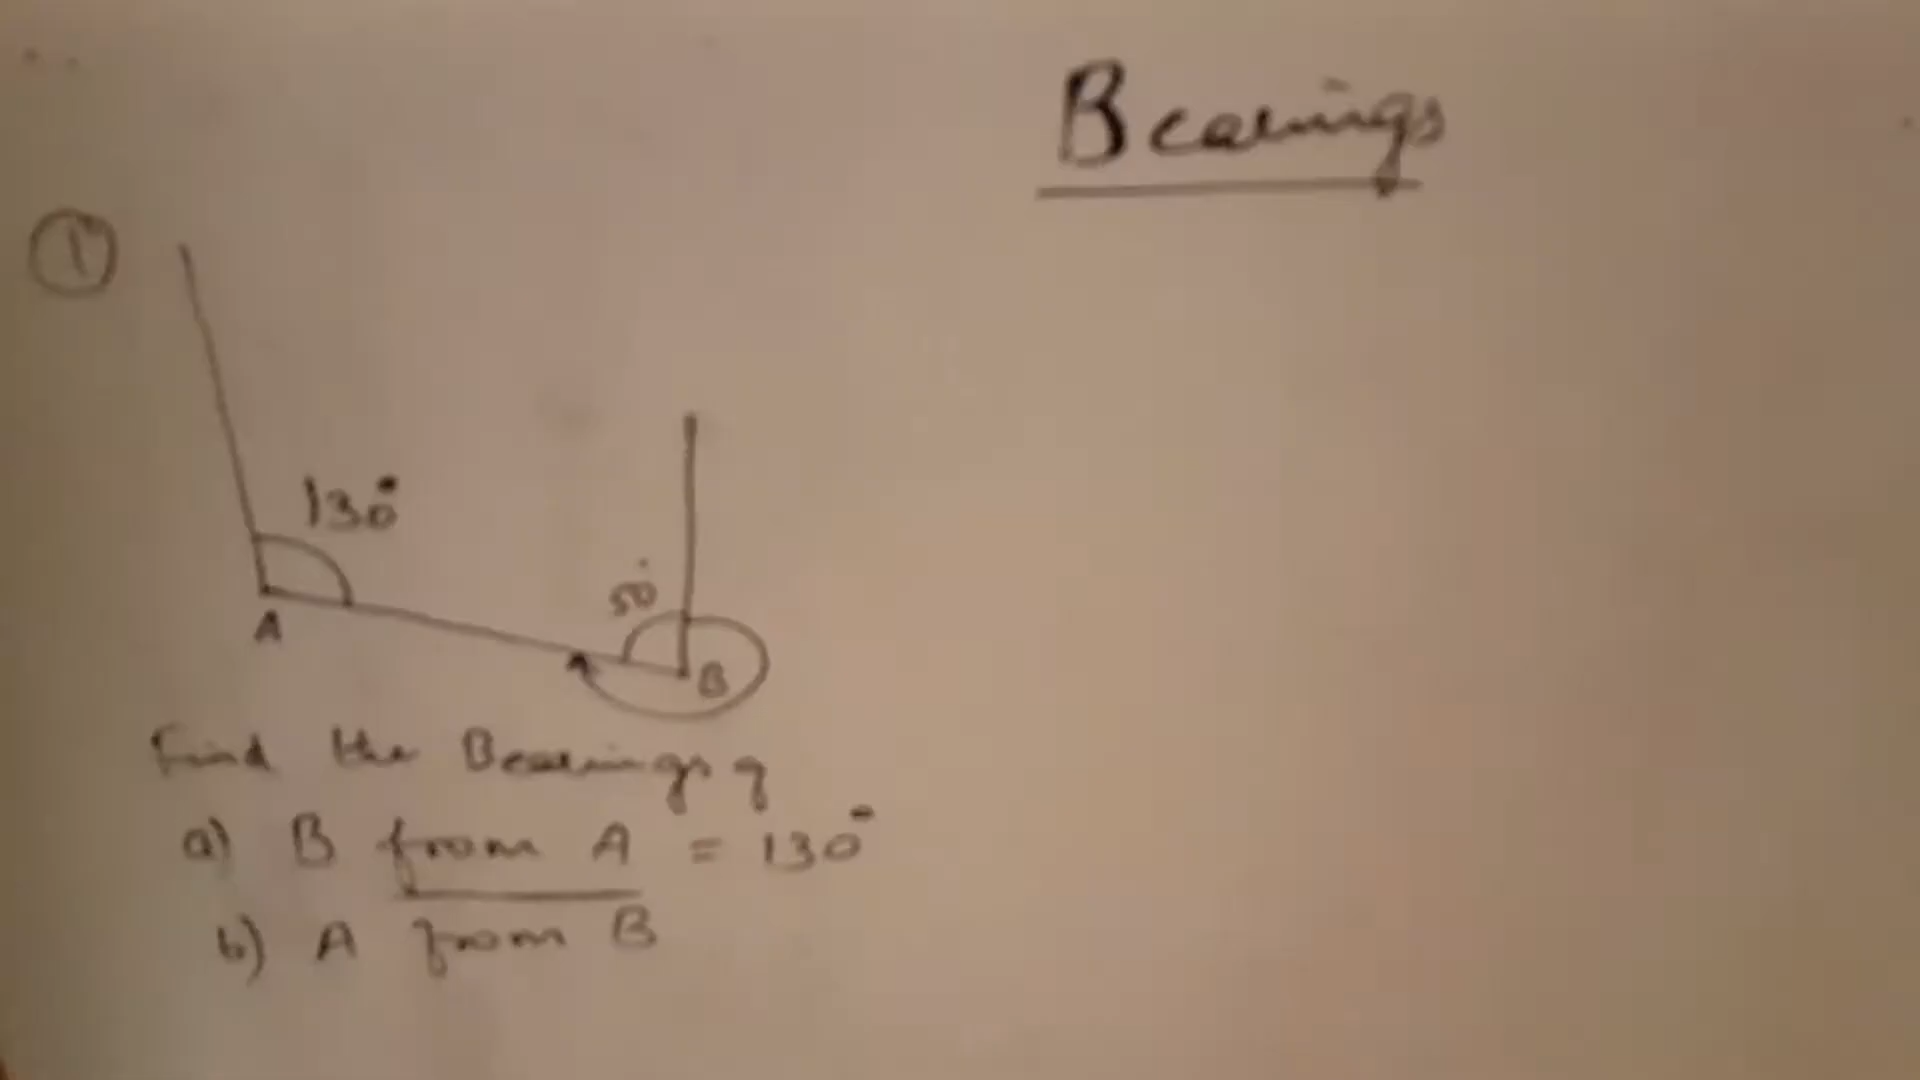 Bearings
1
130°
A
50°
B
Find the Bearings of
a) B from A = 130°
b) A from B